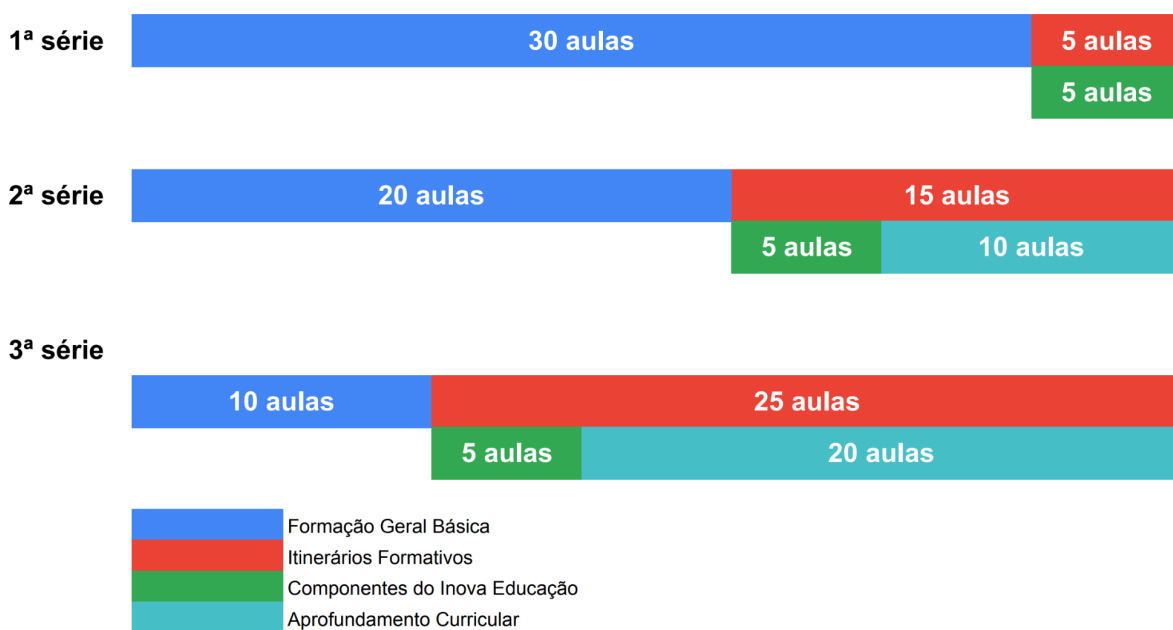 1ª série
30 aulas
5 aulas
5 aulas
2ª série
20 aulas
15 aulas
5 aulas
10 aulas
3ª série
10 aulas
25 aulas
5 aulas
20 aulas
Formação Geral Básica
Itinerários Formativos
Componentes do Inova Educação
Aprofundamento Curricular